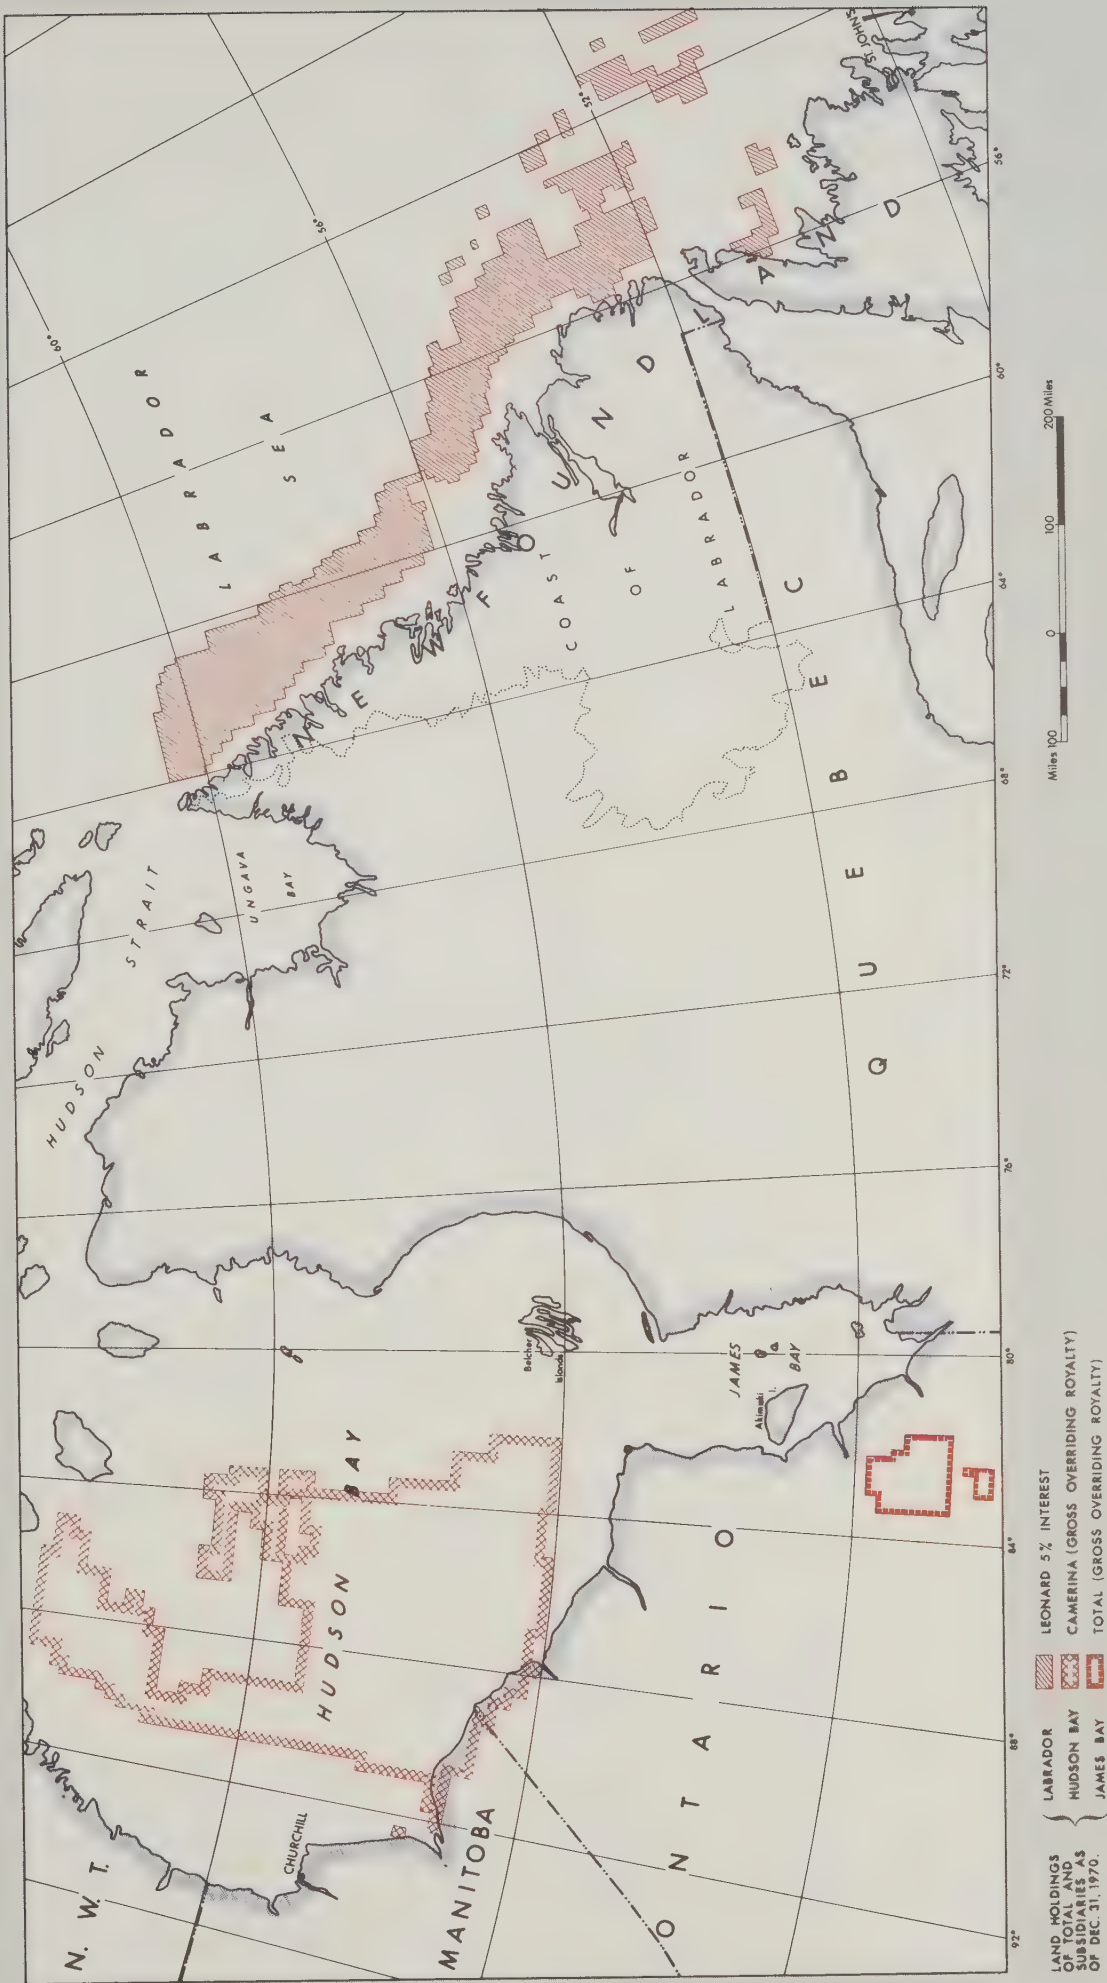 N. W. T.
HUDSON
STRAIT
UNGAVA
BAY
LABRADOR
SEA
60°
56°
52°
ST. JOHN'S
CHURCHILL
HUDSON BAY
Belcher
Islands
NEWFOUNDLAND
COAST
OF
LABRADOR
MANITOBA
JAMES
BAY
Akimiski
I.
ONTARIO
QUEBEC
92°
88°
84°
80°
76°
72°
68°
64°
60°
56°
LAND HOLDINGS
OF TOTAL AND
SUBSIDIARIES AS
OF DEC. 31, 1970.
LABRADOR LEONARD 5% INTEREST
HUDSON BAY CAMERINA (GROSS OVERRIDING ROYALTY)
JAMES BAY TOTAL (GROSS OVERRIDING ROYALTY)
Miles 100 0 100 200 Miles